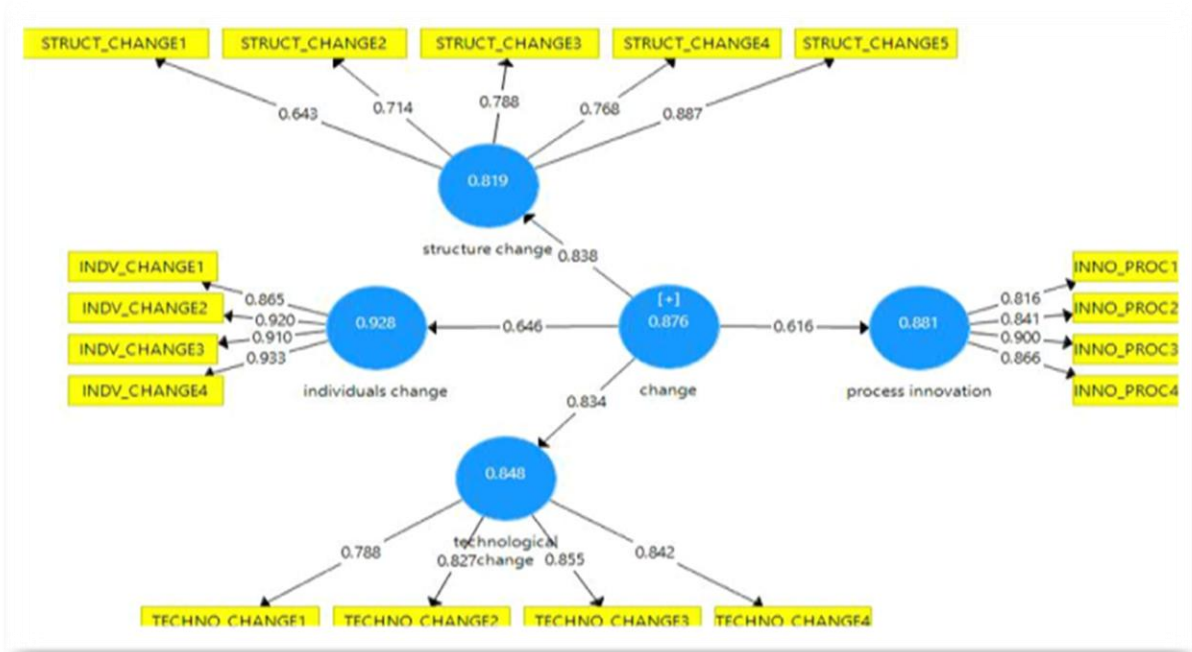 STRUCT_CHANGE1 STRUCT_CHANGE2 STRUCT_CHANGE3 STRUCT_CHANGE4 STRUCT_CHANGE5
0.643 0.714 0.788 0.768 0.887
0.819
structure change
0.838
INDV_CHANGE1
INDV_CHANGE2
INDV_CHANGE3
INDV_CHANGE4
0.865
0.920
0.910
0.933
0.928
individuals change
0.646
[+]
0.876
change
0.616
0.881
process innovation
0.816
0.841
0.900
0.866
INNO_PROC1
INNO_PROC2
INNO_PROC3
INNO_PROC4
0.834
0.848
technological
change
0.788 0.827 0.855 0.842
TECHNO_CHANGE1 TECHNO_CHANGE2 TECHNO_CHANGE3 TECHNO_CHANGE4